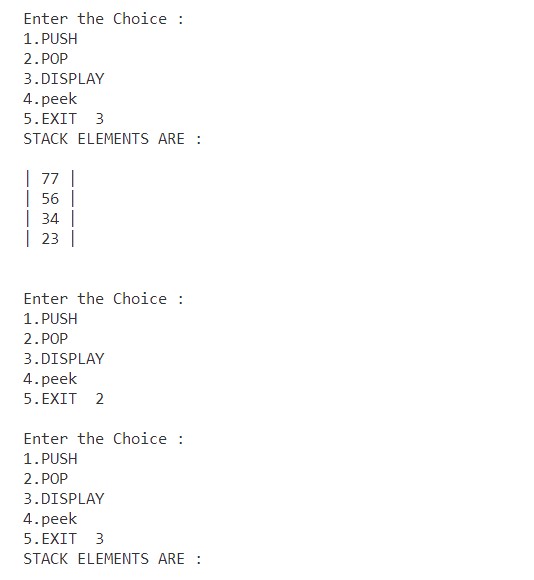 Enter the Choice :
1.PUSH
2.POP
3.DISPLAY
4.peek
5.EXIT  3
STACK ELEMENTS ARE :
| 77 |
| 56 |
| 34 |
| 23 |
Enter the Choice :
1.PUSH
2.POP
3.DISPLAY
4.peek
5.EXIT  2
Enter the Choice :
1.PUSH
2.POP
3.DISPLAY
4.peek
5.EXIT  3
STACK ELEMENTS ARE :